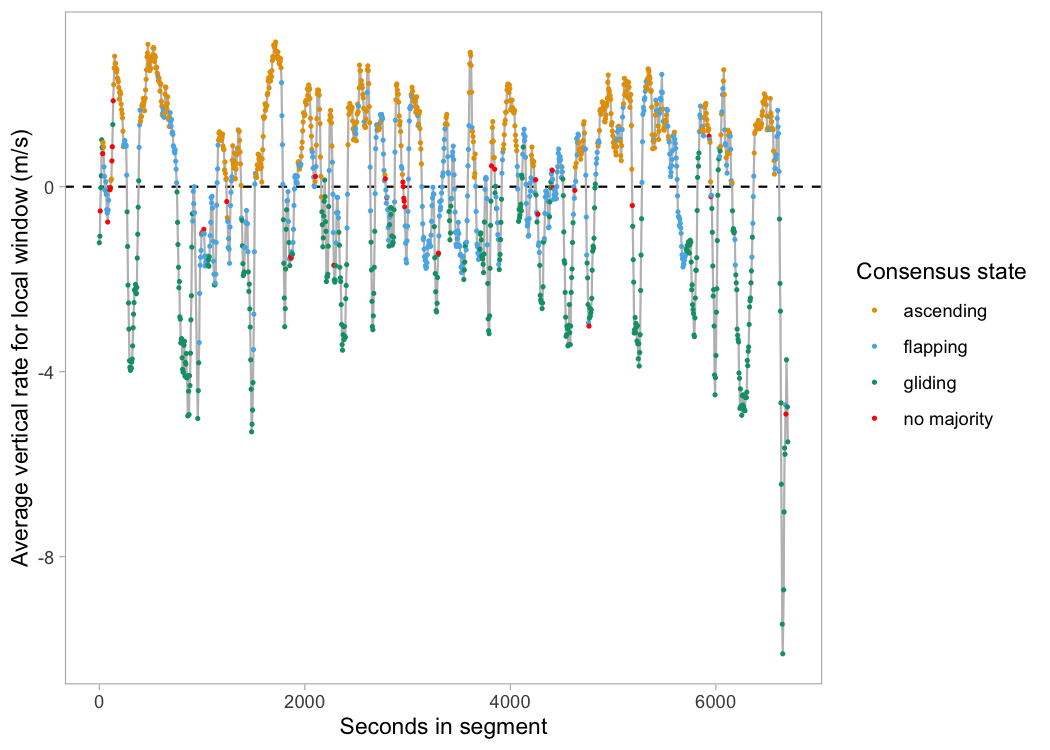 Average vertical rate for local window (m/s)
0
-4
-8
0 2000 4000 6000
Seconds in segment
Consensus state
ascending
flapping
gliding
no majority